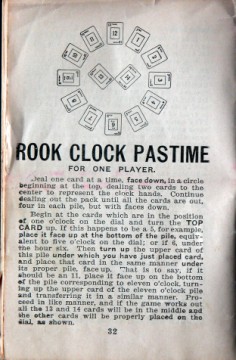 12
11
ROOK CLOCK PASTIME
FOR ONE PLAYER.
Deal one card at a time, face down, in a circle
beginning at the top, dealing two cards to the
center to represent the clock hands. Continue
dealing out the pack until all the cards are out,
four in each pile, but with faces down.
Begin at the cards which are in the position
of one o'clock on the dial and turn the TOP
CARD up. If this happens to be a 5, for example,
place it face up at the bottom of the pile, equiv-
alent to five o'clock on the dial; or if 6, under
the hour six. Then turn up the upper card of
this pile under which you have just placed card,
and place that card in the same manner under
its proper pile, face up. That is to say, if it
should be an 11, place it face up on the bottom
of the pile corresponding to eleven o'clock, turn-
ing up the upper card of the eleven o'clock pile
and transferring it in a similar manner. Pro-
ceed in like manner, and if the game works out
all the 13 and 14 cards will be in the middle and
the other cards will be properly placed on the
dial, as shown.
32